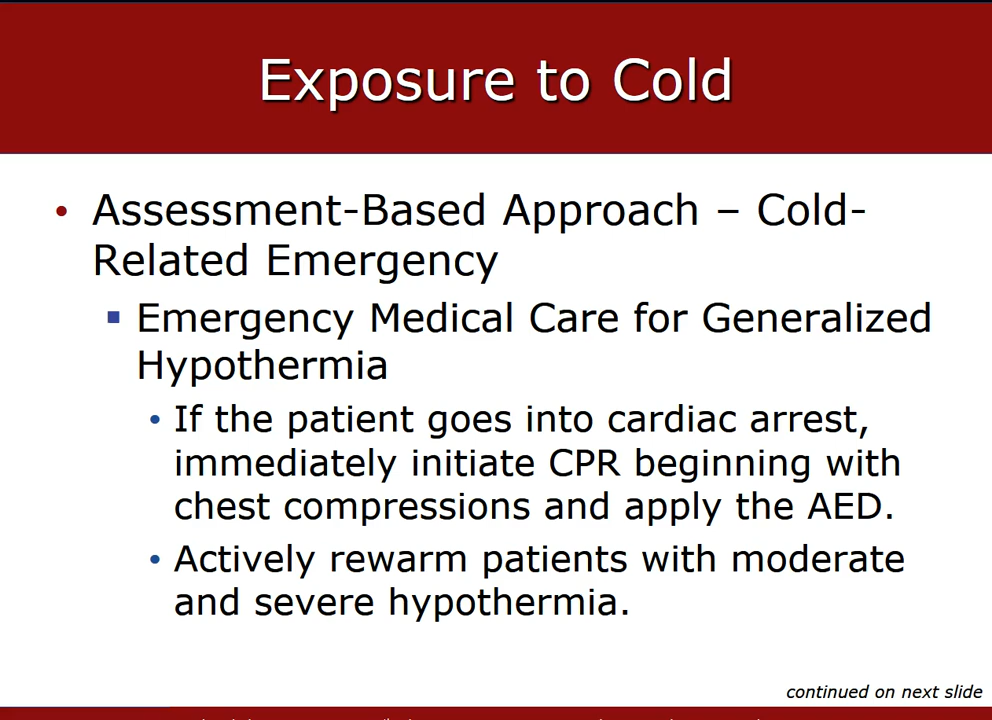 Exposure to Cold
• Assessment-Based Approach – Cold-
Related Emergency
▪ Emergency Medical Care for Generalized
Hypothermia
• If the patient goes into cardiac arrest,
immediately initiate CPR beginning with
chest compressions and apply the AED.
• Actively rewarm patients with moderate
and severe hypothermia.
continued on next slide